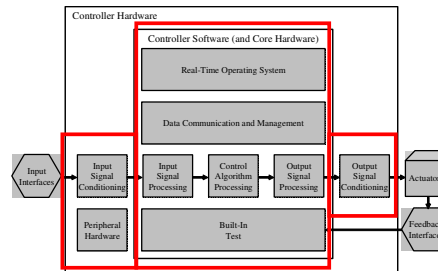 Controller Hardware
Controller Software (and Core Hardware)
Real-Time Operating System
Data Communication and Management
Input
Interfaces
Input
Signal
Conditioning
Input
Signal
Processing
Control
Algorithm
Processing
Output
Signal
Processing
Output
Signal
Conditioning
Actuator
Peripheral
Hardware
Built-In
Test
Feedback
Interface